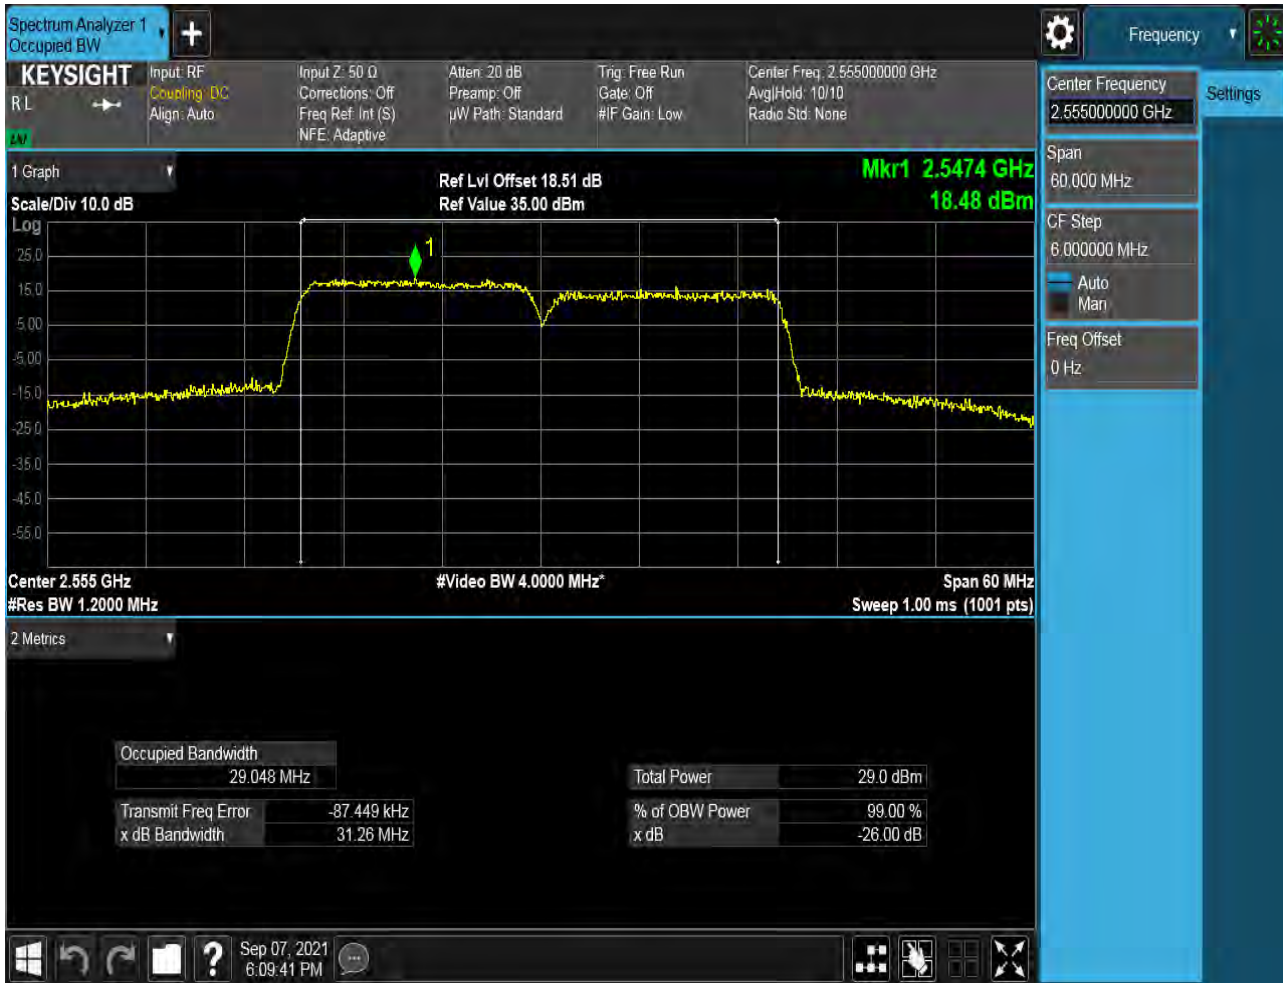 Spectrum Analyzer 1
Occupied BW
Frequency
KEYSIGHT
RL
Input: RF
Coupling: DC
Align: Auto
Input Z: 50 Ω
Corrections: Off
Freq Ref: Int (S)
NFE: Adaptive
Atten: 20 dB
Preamp: Off
µW Path: Standard
Trig: Free Run
Gate: Off
#IF Gain: Low
Center Freq: 2.555000000 GHz
Avg|Hold: 10/10
Radio Std: None
Center Frequency
2.555000000 GHz
Settings
Span
60.000 MHz
CF Step
6.000000 MHz
Auto
Man
Freq Offset
0 Hz
1 Graph
Scale/Div 10.0 dB
Ref Lvl Offset 18.51 dB
Ref Value 35.00 dBm
Mkr1 2.5474 GHz
18.48 dBm
Log
25.0
15.0
5.00
-5.00
-15.0
-25.0
-35.0
-45.0
-55.0
1
Center 2.555 GHz
#Res BW 1.2000 MHz
#Video BW 4.0000 MHz*
Span 60 MHz
Sweep 1.00 ms (1001 pts)
2 Metrics
Occupied Bandwidth
29.048 MHz
Transmit Freq Error -87.449 kHz
x dB Bandwidth 31.26 MHz
Total Power 29.0 dBm
% of OBW Power 99.00 %
x dB -26.00 dB
?
Sep 07, 2021
6:09:41 PM